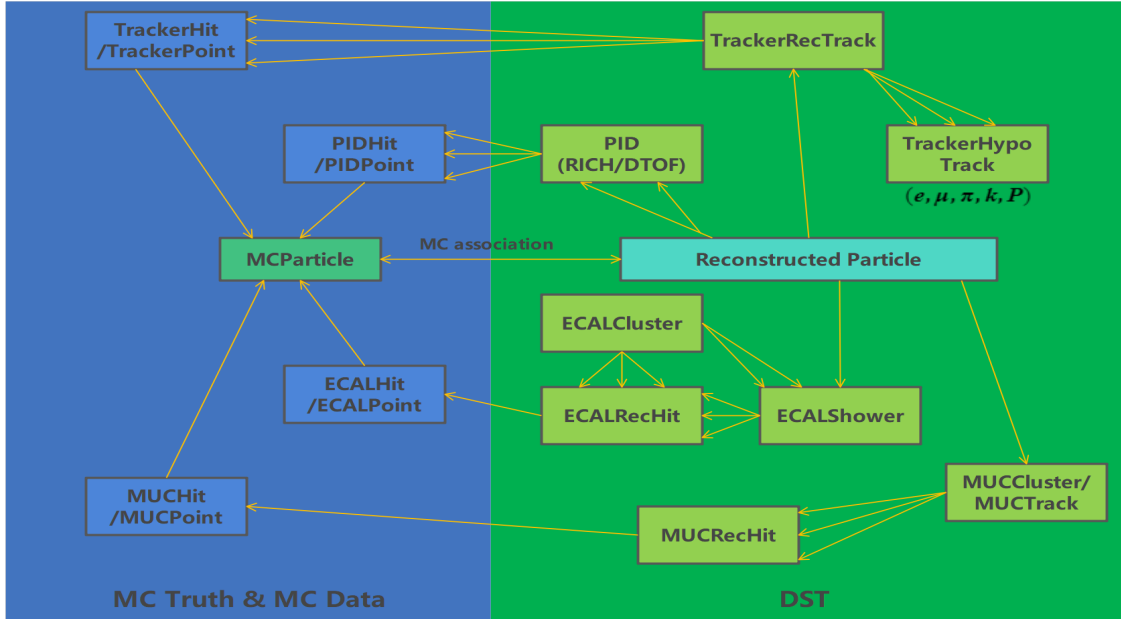 TrackerHit
/TrackerPoint
TrackerRecTrack
PIDHit
/PIDPoint
PID
(RICH/DTOF)
TrackerHypo
Track
(e, μ, π, k, P)
MCParticle
MC association
Reconstructed Particle
ECALCluster
ECALHit
/ECALPoint
ECALRecHit
ECALShower
MUCHit
/MUCPoint
MUCRecHit
MUCCluster/
MUCTrack
MC Truth & MC Data
DST